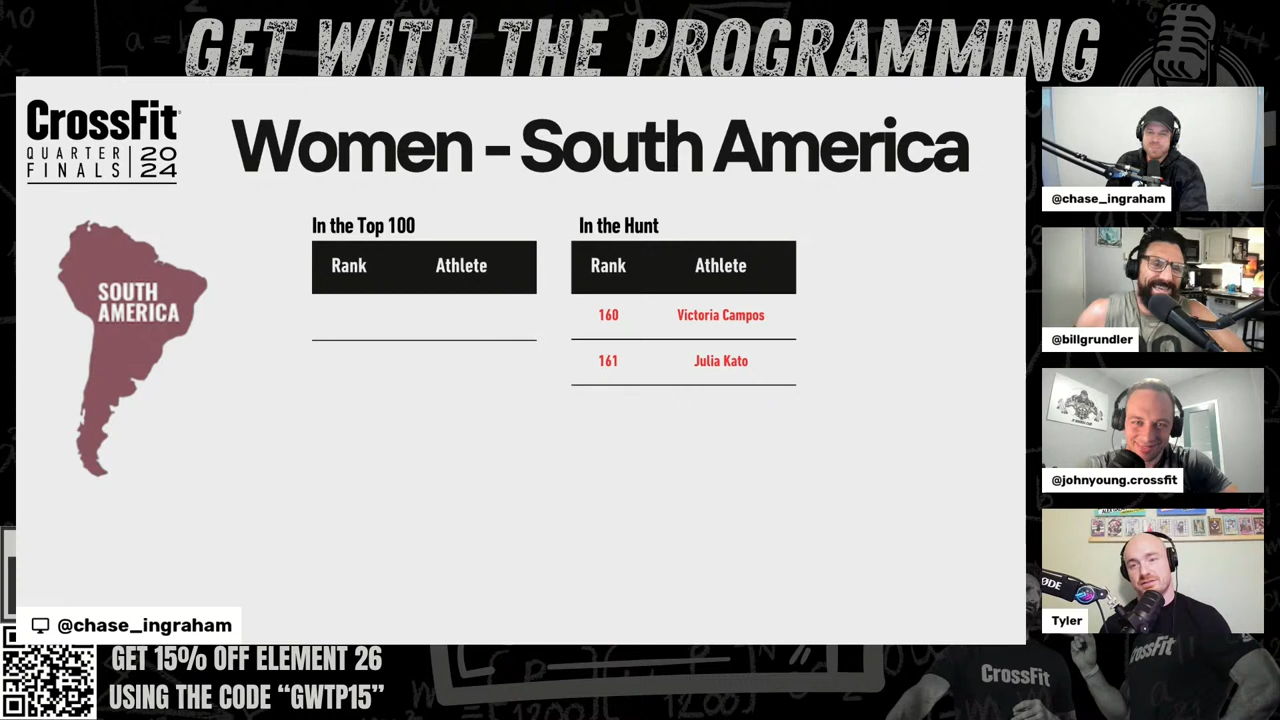 GET WITH THE PROGRAMMING
CrossFit
QUARTER
FINALS
20
24
Women - South America
SOUTH
AMERICA
In the Top 100
Rank Athlete
In the Hunt
Rank Athlete
160 Victoria Campos
161 Julia Kato
@chase_ingraham
@billgrundler
@johnyoung.crossfit
Tyler
@chase_ingraham
GET 15% OFF ELEMENT 26
USING THE CODE “GWTP15”
CrossFit
CrossFit